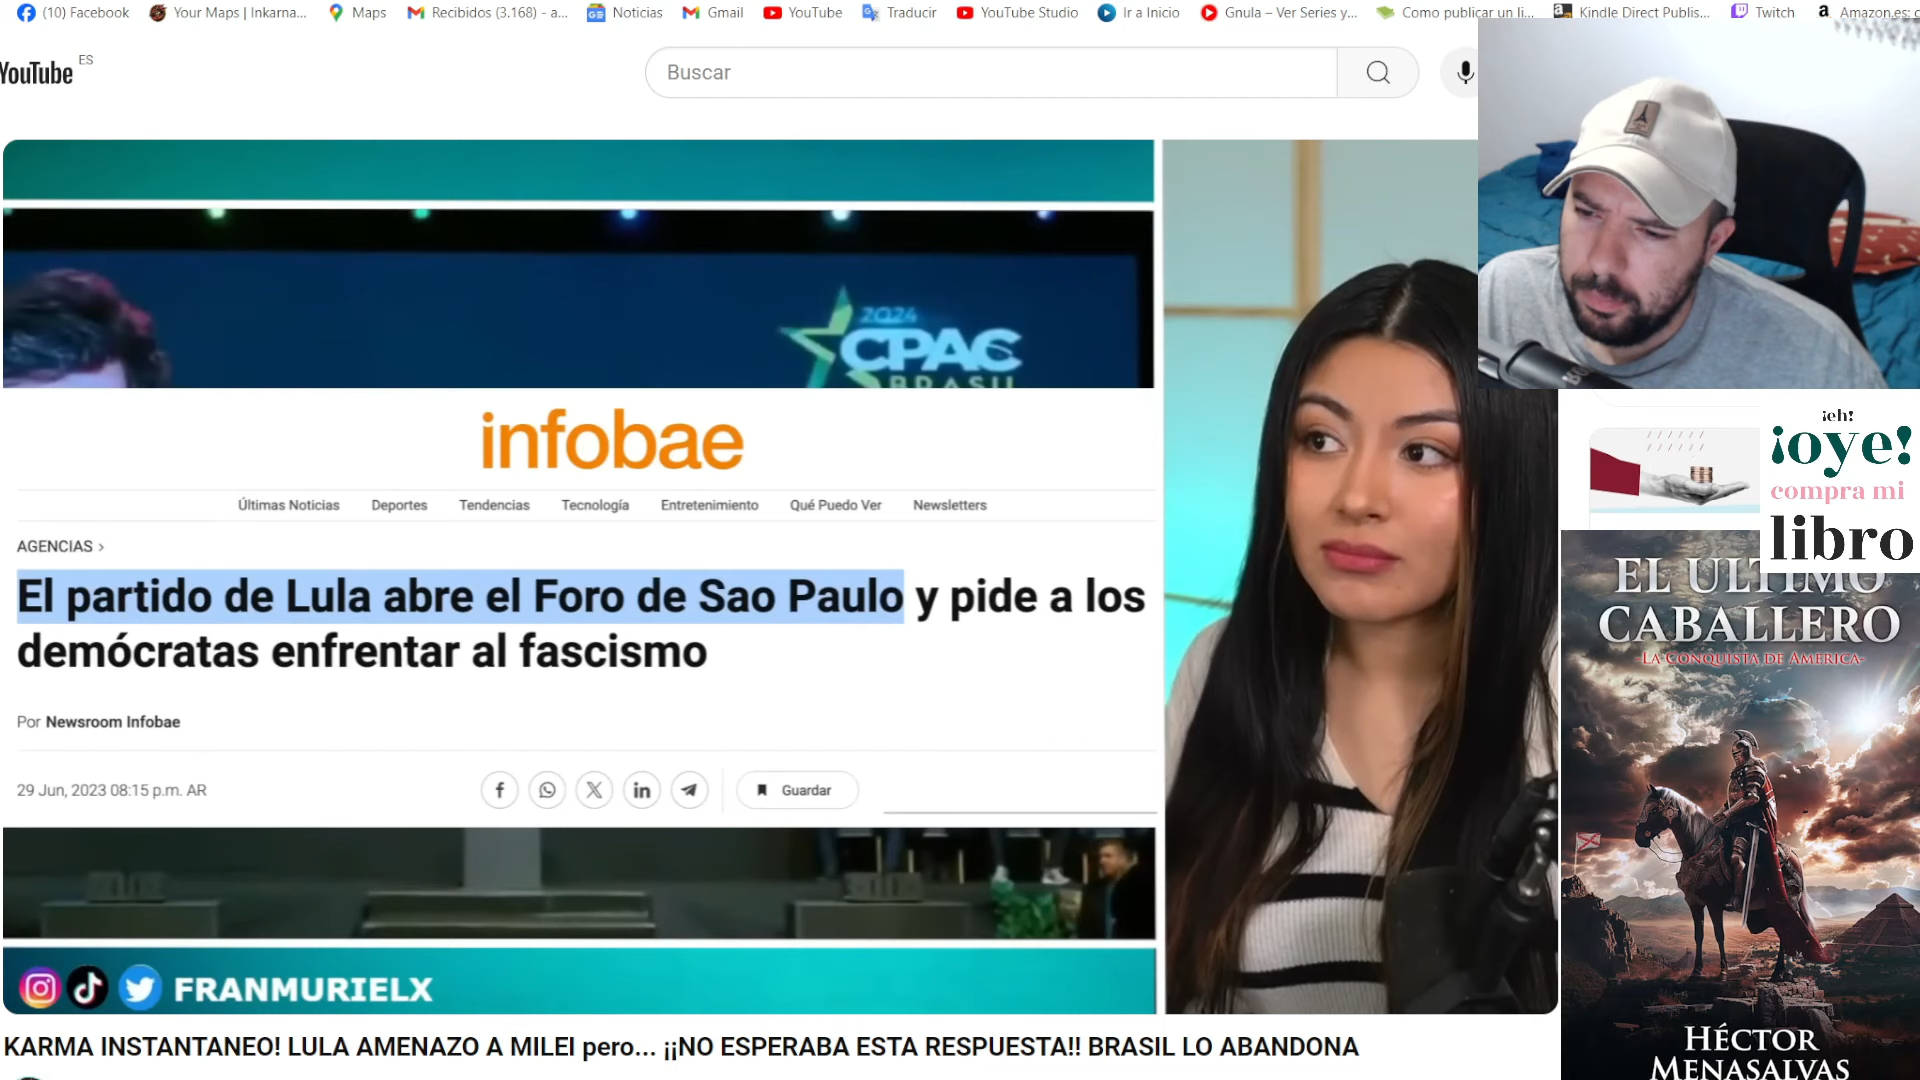 (10) Facebook
Your Maps | Inkarna...
Maps
Recibidos (3.168) - a...
Noticias
Gmail
YouTube
Traducir
YouTube Studio
Ir a Inicio
Gnula – Ver Series y...
Como publicar un li...
Kindle Direct Publis...
Twitch
Amazon.es: c
YouTube ES
Buscar
2024
CPAC
BRASIL
infobae
Últimas Noticias
Deportes
Tendencias
Tecnología
Entretenimiento
Qué Puedo Ver
Newsletters
AGENCIAS >
El partido de Lula abre el Foro de Sao Paulo y pide a los
demócratas enfrentar al fascismo
Por Newsroom Infobae
29 Jun, 2023 08:15 p.m. AR
Guardar
FRANMURIELX
KARMA INSTANTANEO! LULA AMENAZO A MILEI pero... ¡¡NO ESPERABA ESTA RESPUESTA!! BRASIL LO ABANDONA
¡eh!
¡oye!
compra mi
libro
EL ULTIMO
CABALLERO
-LA CONQUISTA DE AMERICA-
HÉCTOR
MENASALVAS